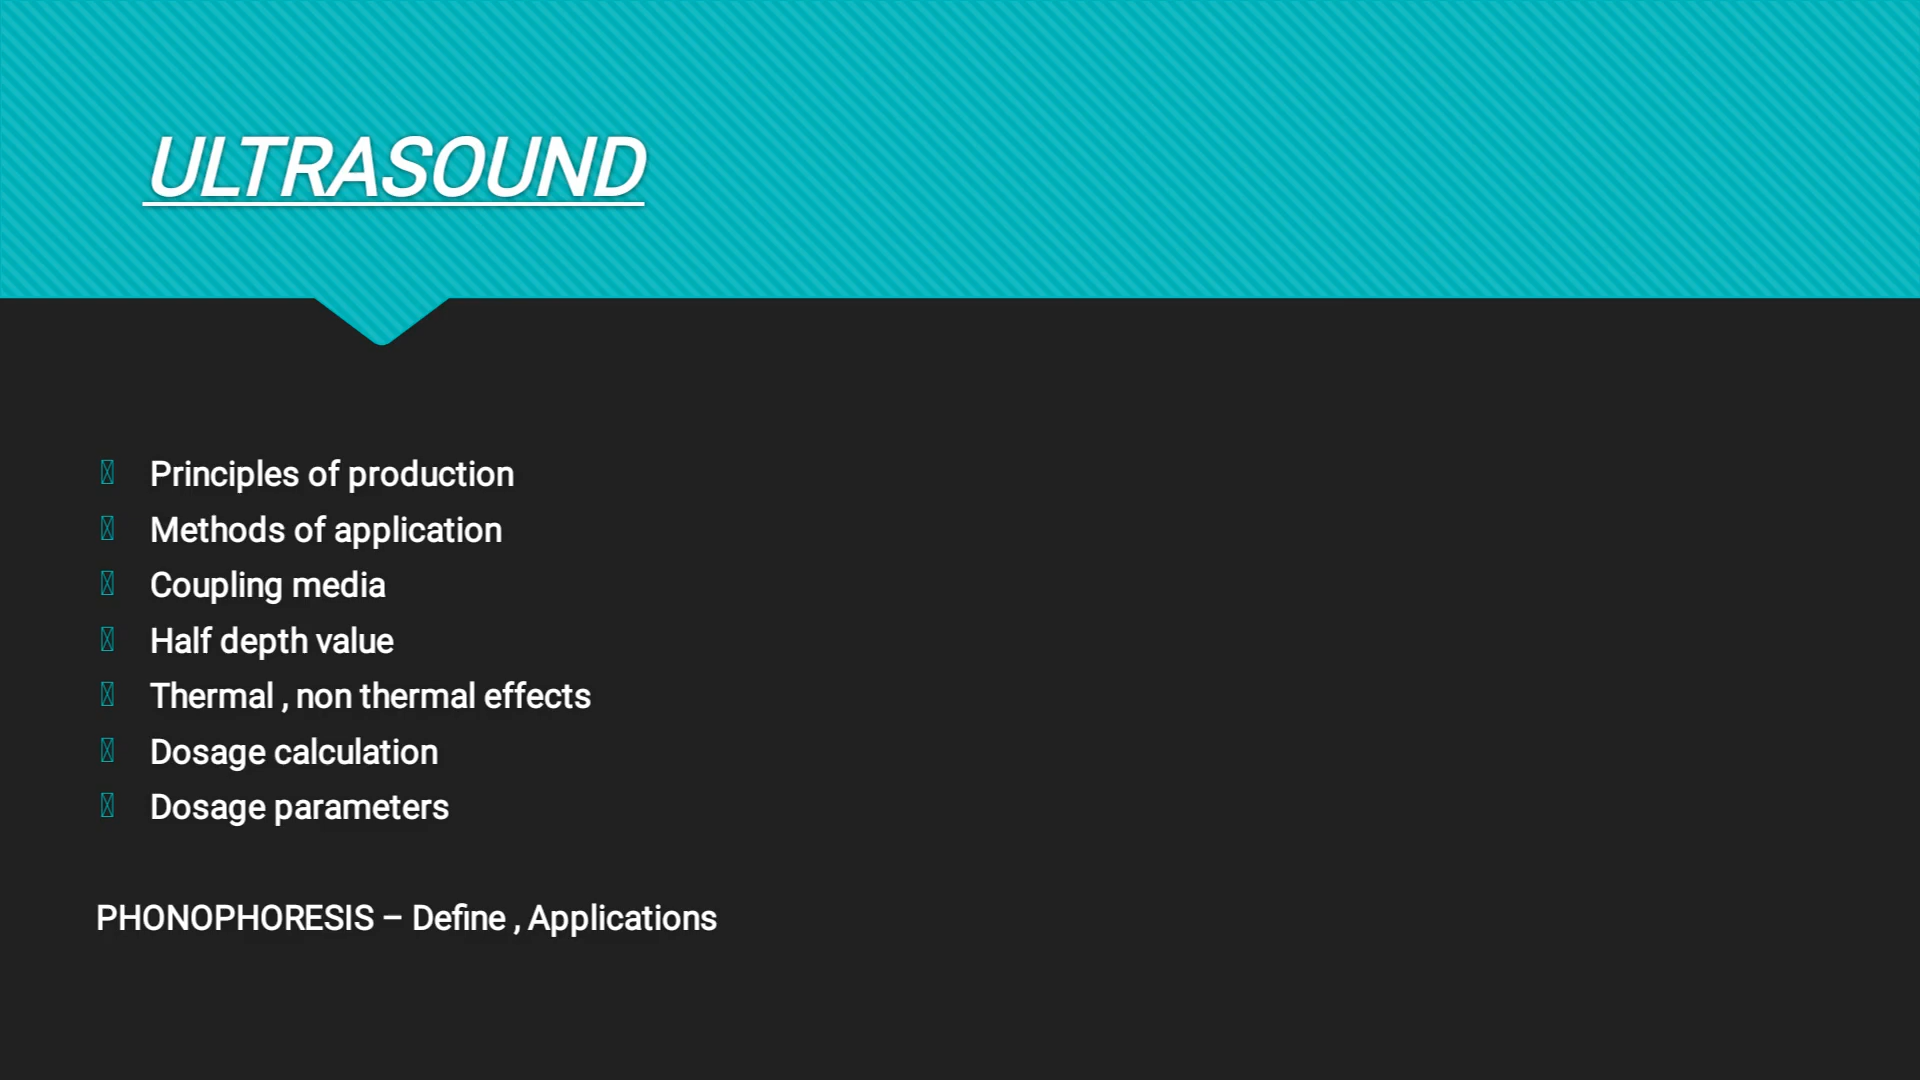 ULTRASOUND
Principles of production
Methods of application
Coupling media
Half depth value
Thermal , non thermal effects
Dosage calculation
Dosage parameters
PHONOPHORESIS – Define , Applications